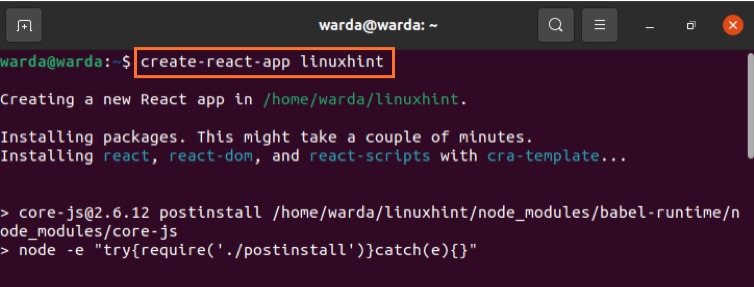 warda@warda: ~
warda@warda:~$ create-react-app linuxhint
Creating a new React app in /home/warda/linuxhint.
Installing packages. This might take a couple of minutes.
Installing react, react-dom, and react-scripts with cra-template...
> core-js@2.6.12 postinstall /home/warda/linuxhint/node_modules/babel-runtime/n
ode_modules/core-js
> node -e "try{require('./postinstall')}catch(e){}"